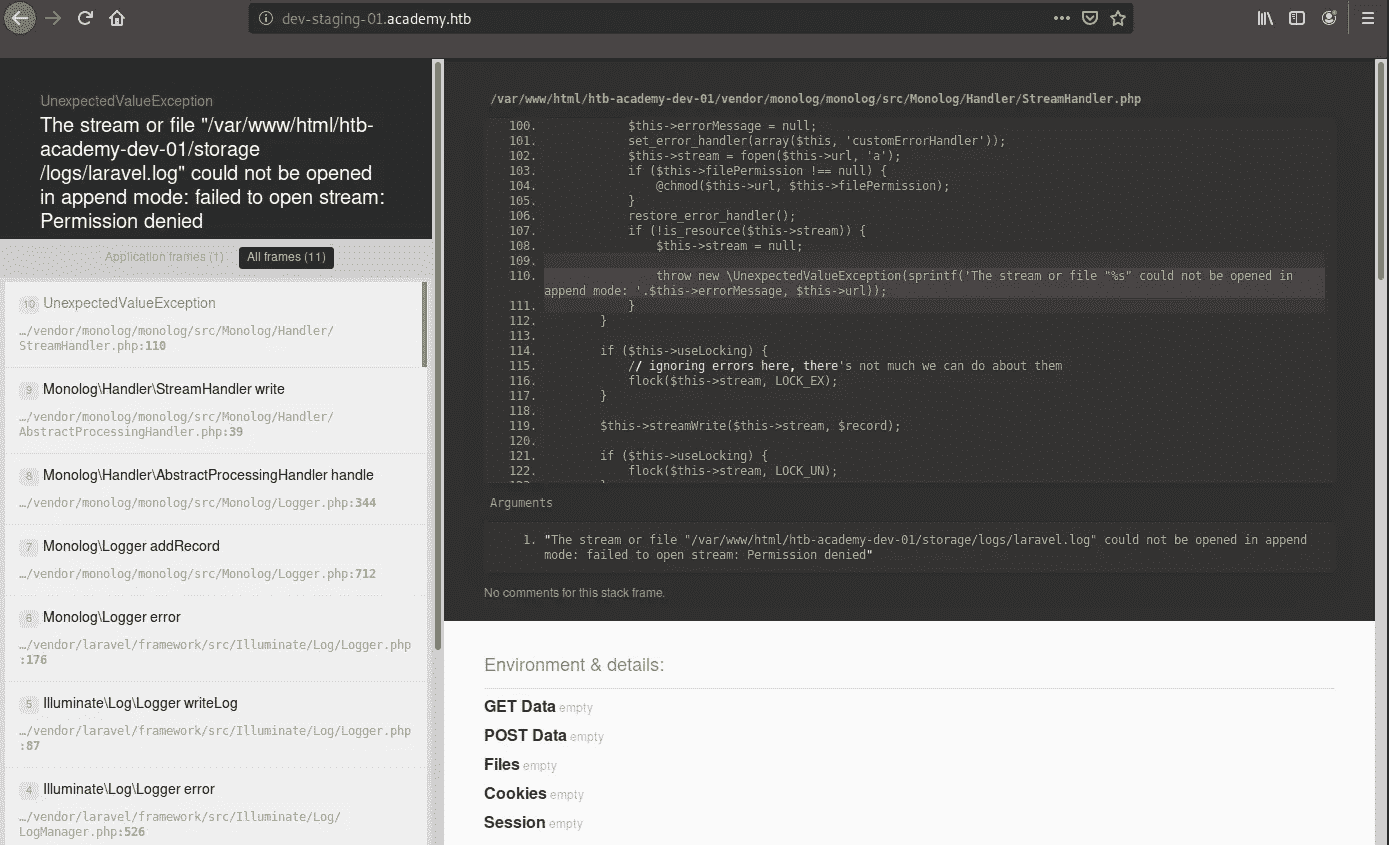 dev-staging-01.academy.htb
UnexpectedValueException
The stream or file "/var/www/html/htb-
academy-dev-01/storage
/logs/laravel.log" could not be opened
in append mode: failed to open stream:
Permission denied
Application frames (1) All frames (11)
10 UnexpectedValueException
…/vendor/monolog/monolog/src/Monolog/Handler/
StreamHandler.php:110
9 Monolog\Handler\StreamHandler write
…/vendor/monolog/monolog/src/Monolog/Handler/
AbstractProcessingHandler.php:39
8 Monolog\Handler\AbstractProcessingHandler handle
…/vendor/monolog/monolog/src/Monolog/Logger.php:344
7 Monolog\Logger addRecord
…/vendor/monolog/monolog/src/Monolog/Logger.php:712
6 Monolog\Logger error
…/vendor/laravel/framework/src/Illuminate/Log/Logger.php
:176
5 Illuminate\Log\Logger writeLog
…/vendor/laravel/framework/src/Illuminate/Log/Logger.php
:87
4 Illuminate\Log\Logger error
…/vendor/laravel/framework/src/Illuminate/Log/
LogManager.php:526
/var/www/html/htb-academy-dev-01/vendor/monolog/monolog/src/Monolog/Handler/StreamHandler.php
100. $this->errorMessage = null;
101. set_error_handler(array($this, 'customErrorHandler'));
102. $this->stream = fopen($this->url, 'a');
103. if ($this->filePermission !== null) {
104. @chmod($this->url, $this->filePermission);
105. }
106. restore_error_handler();
107. if (!is_resource($this->stream)) {
108. $this->stream = null;
109.
110. throw new \UnexpectedValueException(sprintf('The stream or file "%s" could not be opened in
append mode: '.$this->errorMessage, $this->url));
111. }
112. }
113.
114. if ($this->useLocking) {
115. // ignoring errors here, there's not much we can do about them
116. flock($this->stream, LOCK_EX);
117. }
118.
119. $this->streamWrite($this->stream, $record);
120.
121. if ($this->useLocking) {
122. flock($this->stream, LOCK_UN);
Arguments
1. "The stream or file "/var/www/html/htb-academy-dev-01/storage/logs/laravel.log" could not be opened in append
mode: failed to open stream: Permission denied"
No comments for this stack frame.
Environment & details:
GET Data empty
POST Data empty
Files empty
Cookies empty
Session empty